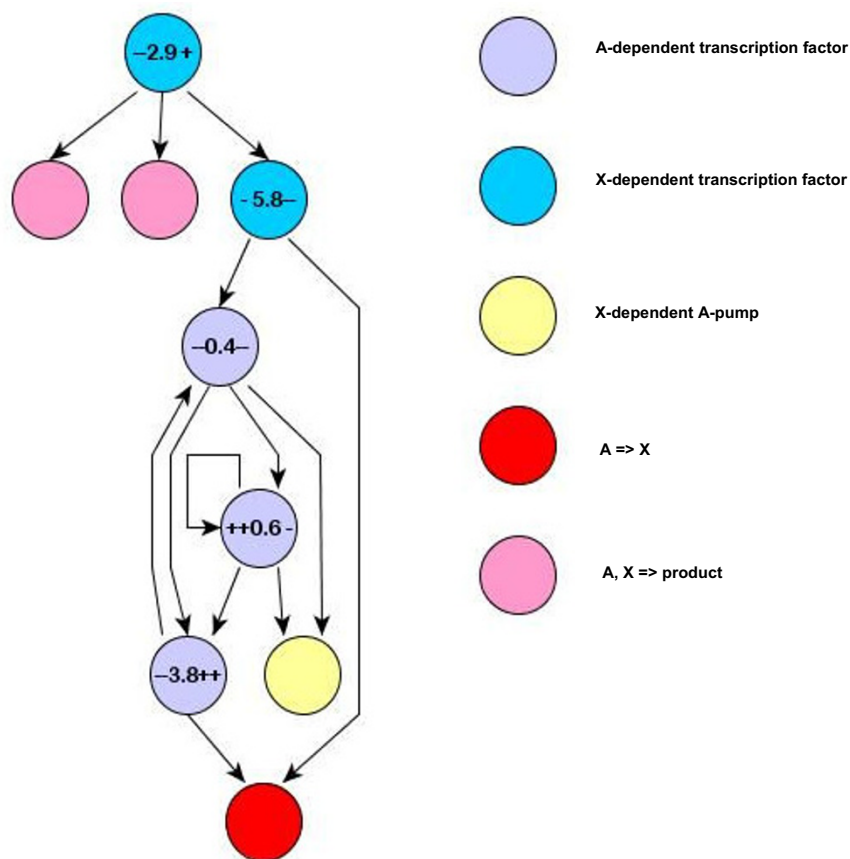 –2.9+
A-dependent transcription factor
- 5.8–
X-dependent transcription factor
X-dependent A-pump
–0.4–
A => X
++0.6 -
A, X => product
–3.8++